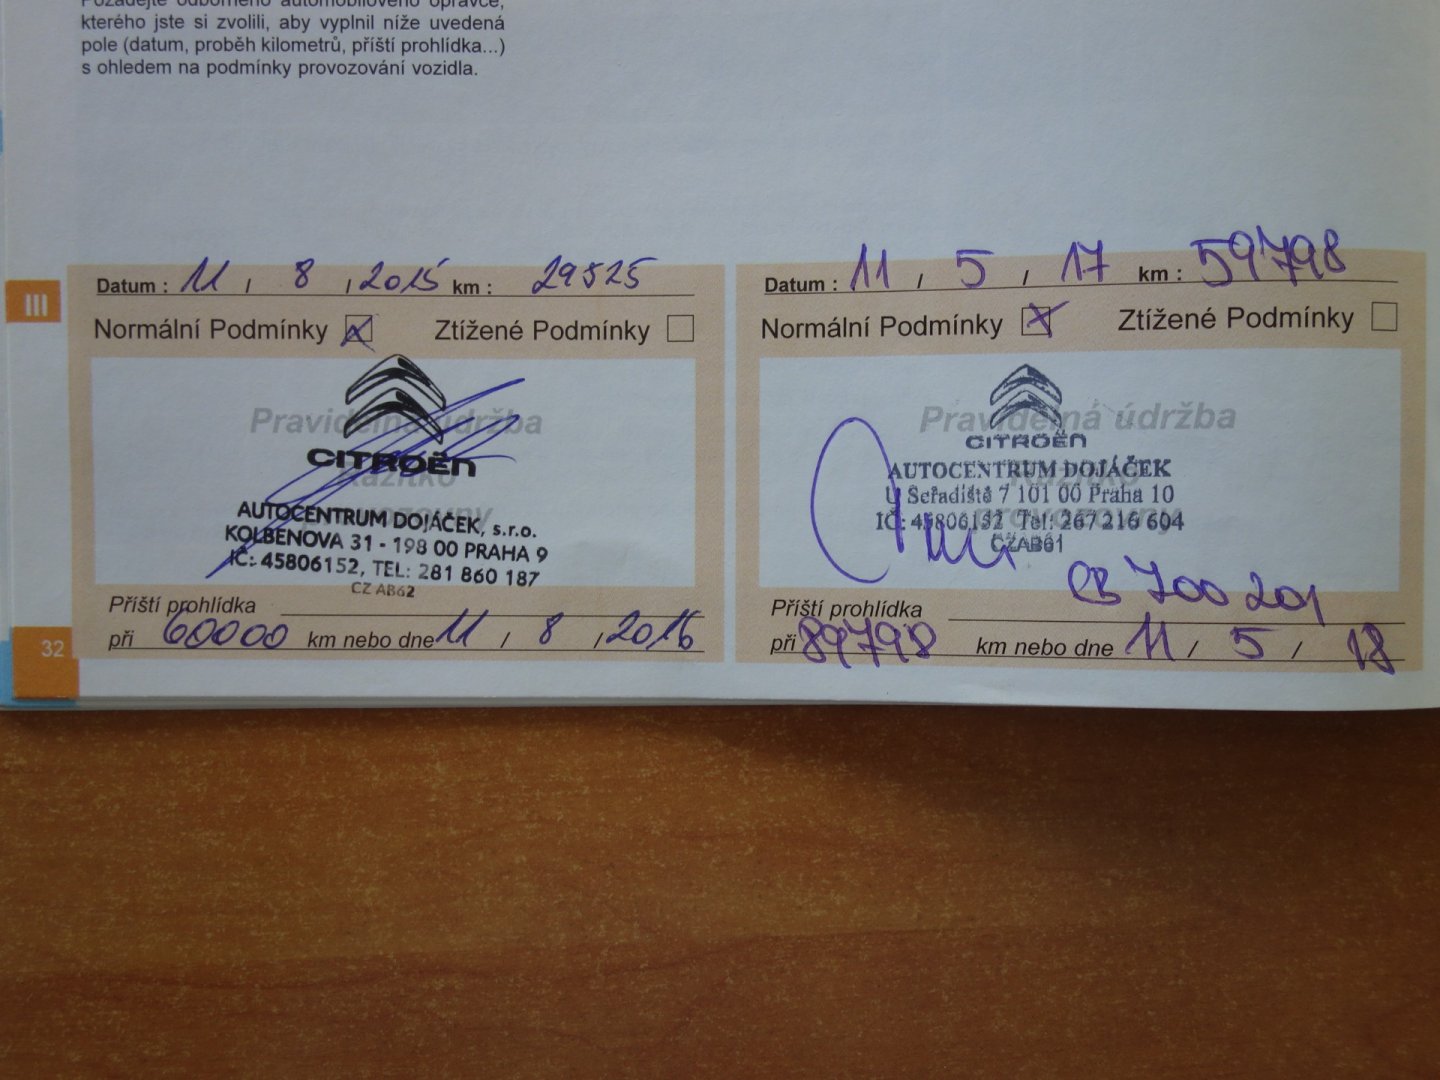 Požádejte odborného automobilového opravce,
kterého jste si zvolili, aby vyplnil níže uvedená
pole (datum, proběh kilometrů, příští prohlídka...)
s ohledem na podmínky provozování vozidla.
III
Datum : 11 / 8 / 2015 km : 29525
Normální Podmínky Ztížené Podmínky
Pravidelná údržba
CITROËN
Razítko
provozovny
AUTOCENTRUM DOJÁČEK, s.r.o.
KOLBENOVA 31 - 198 00 PRAHA 9
IČ: 45806152, TEL: 281 860 187
CZ AB62
Příští prohlídka
při 60000 km nebo dne 11 / 8 / 2016
32
Datum : 11 / 5 / 17 km : 59798
Normální Podmínky Ztížené Podmínky
Pravidelná údržba
CITROËN
AUTOCENTRUM DOJÁČEK
Razítko
U Seřadiště 7 101 00 Praha 10
provozovny
IČ: 45806152 Tel: 267 216 604
CZAB61
CB 700 201
Příští prohlídka
při 89798 km nebo dne 11 / 5 / 18